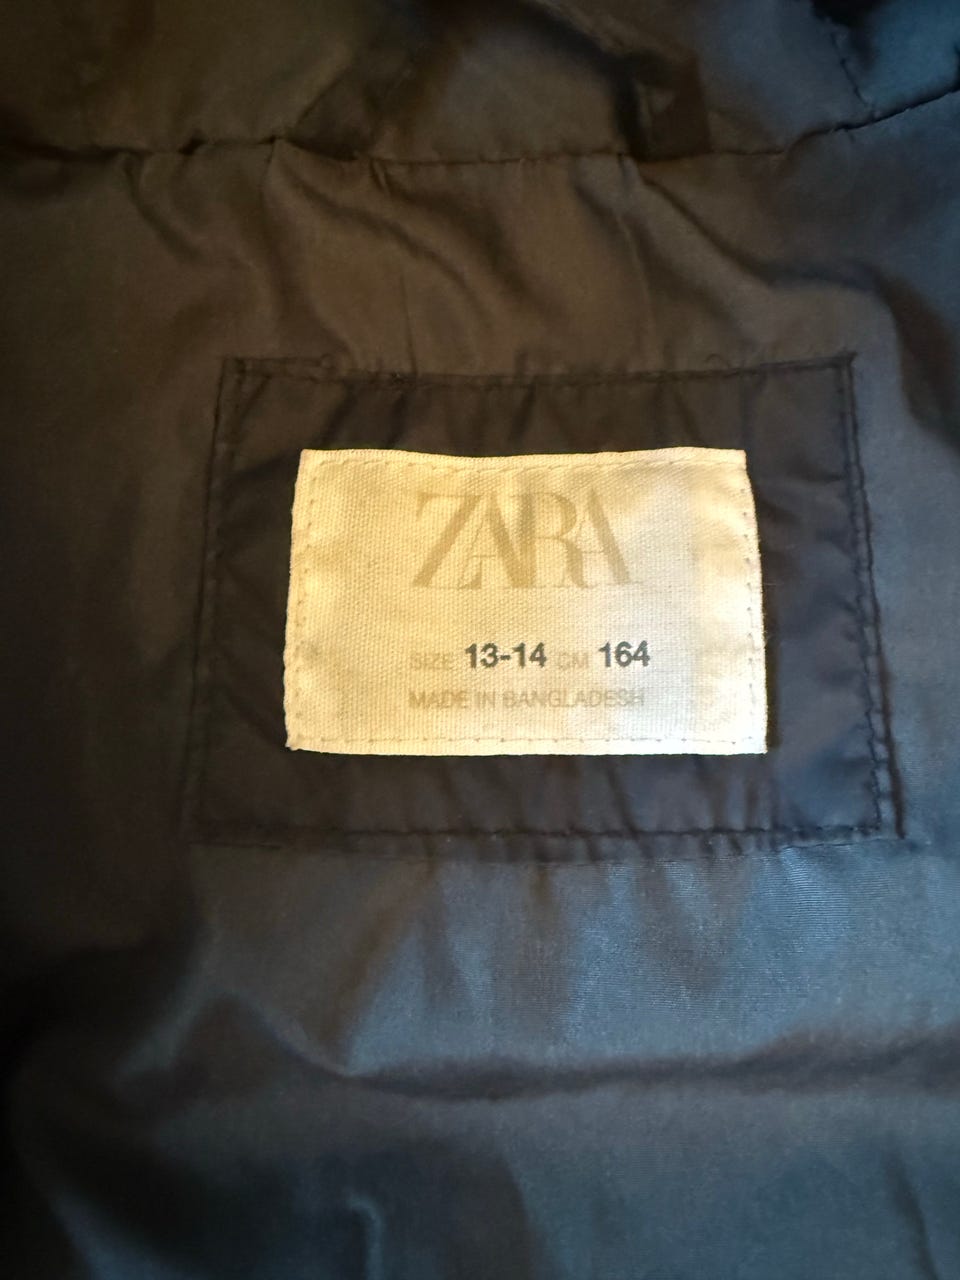 ZARA
SIZE 13-14 CM 164
MADE IN BANGLADESH